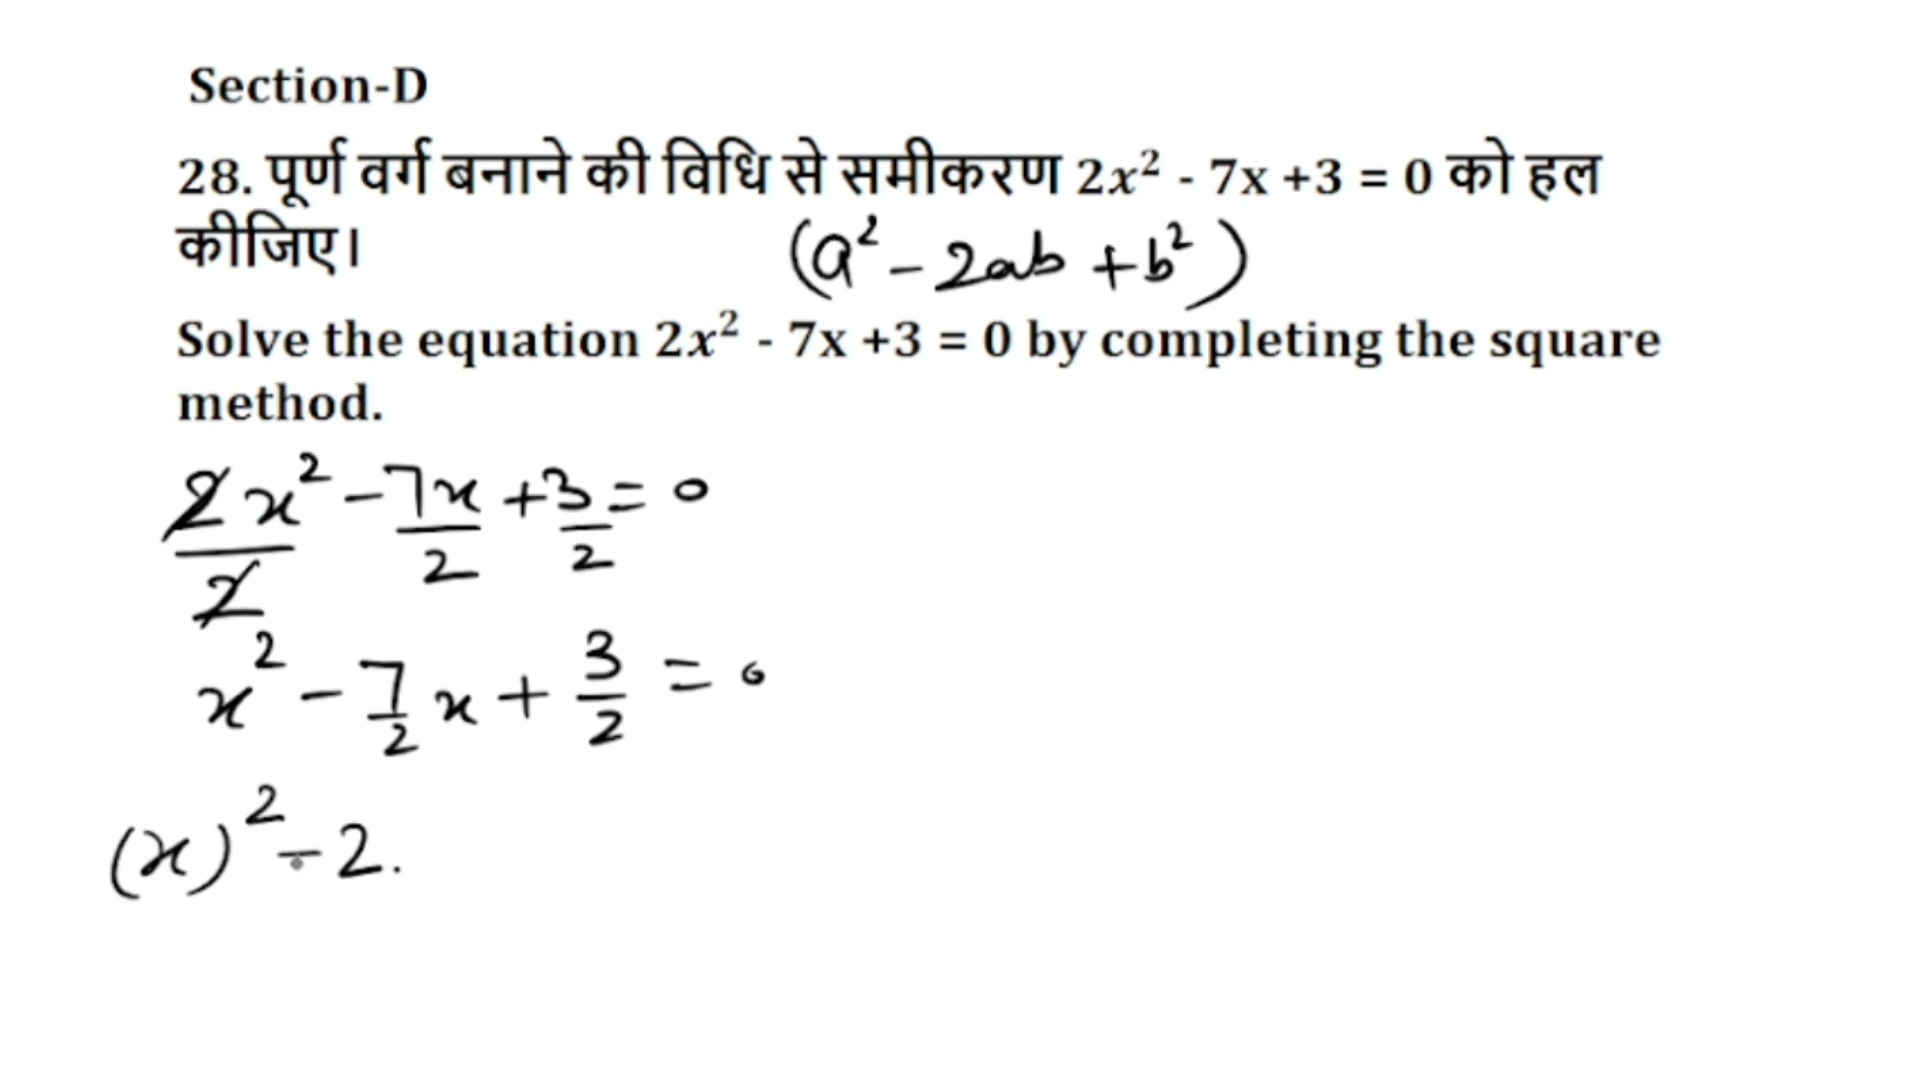 Section-D
28. पूर्ण वर्ग बनाने की विधि से समीकरण 2x² - 7x +3 = 0 को हल
कीजिए।
(a² - 2ab + b²)
Solve the equation 2x² - 7x +3 = 0 by completing the square
method.
2x²/2 - 7x/2 + 3/2 = 0
x² - 7/2 x + 3/2 = 0
(x)² - 2.